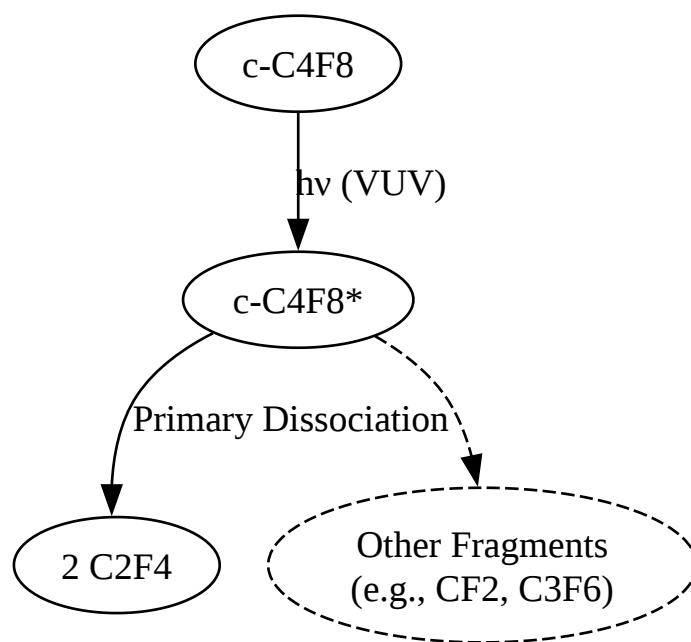 c-C4F8
hν (VUV)
c-C4F8*
Primary Dissociation
2 C2F4
Other Fragments
(e.g., CF2, C3F6)